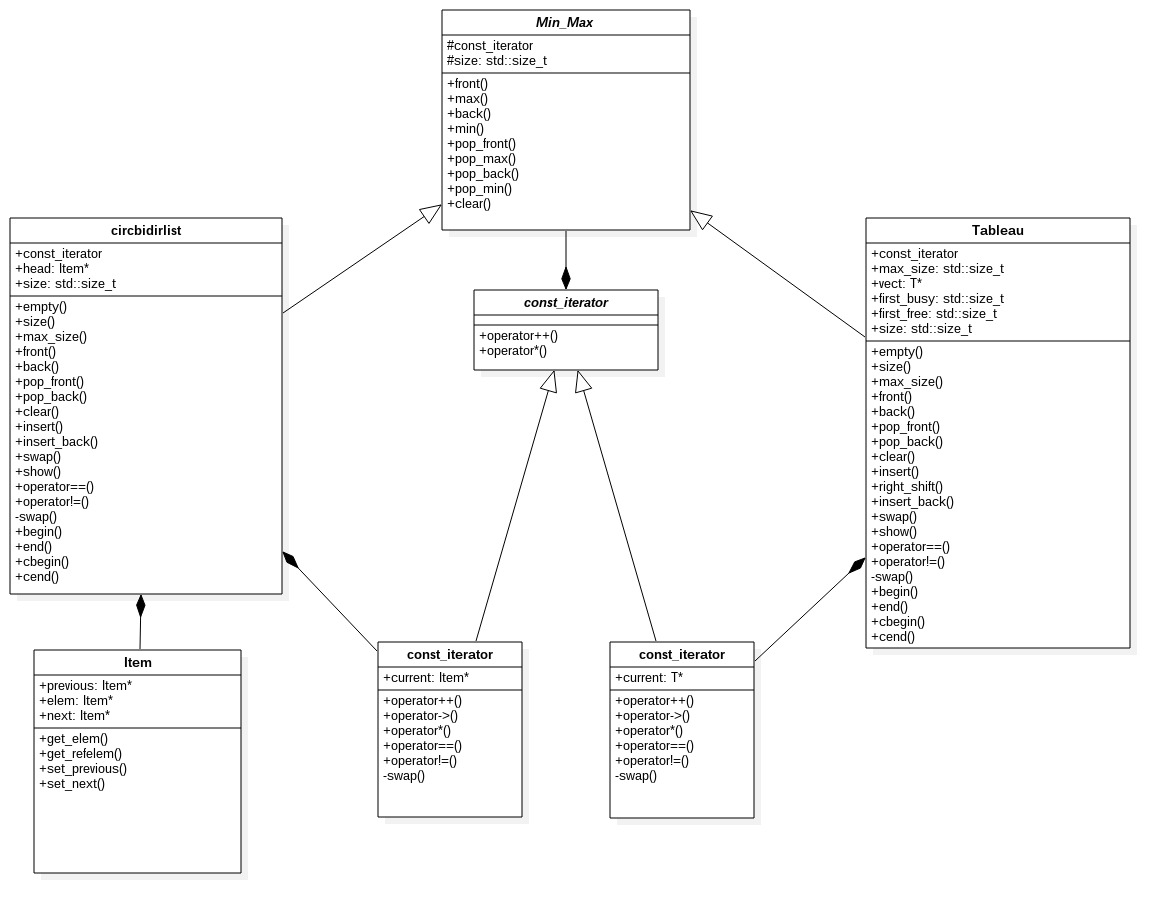 Min_Max
#const_iterator
#size: std::size_t
+front()
+max()
+back()
+min()
+pop_front()
+pop_max()
+pop_back()
+pop_min()
+clear()
circbidirlist
+const_iterator
+head: Item*
+size: std::size_t
+empty()
+size()
+max_size()
+front()
+back()
+pop_front()
+pop_back()
+clear()
+insert()
+insert_back()
+swap()
+show()
+operator==()
+operator!=()
-swap()
+begin()
+end()
+cbegin()
+cend()
const_iterator
+operator++()
+operator*()
Tableau
+const_iterator
+max_size: std::size_t
+vect: T*
+first_busy: std::size_t
+first_free: std::size_t
+size: std::size_t
+empty()
+size()
+max_size()
+front()
+back()
+pop_front()
+pop_back()
+clear()
+insert()
+right_shift()
+insert_back()
+swap()
+show()
+operator==()
+operator!=()
-swap()
+begin()
+end()
+cbegin()
+cend()
Item
+previous: Item*
+elem: Item*
+next: Item*
+get_elem()
+get_refelem()
+set_previous()
+set_next()
const_iterator
+current: Item*
+operator++()
+operator->()
+operator*()
+operator==()
+operator!=()
-swap()
const_iterator
+current: T*
+operator++()
+operator->()
+operator*()
+operator==()
+operator!=()
-swap()